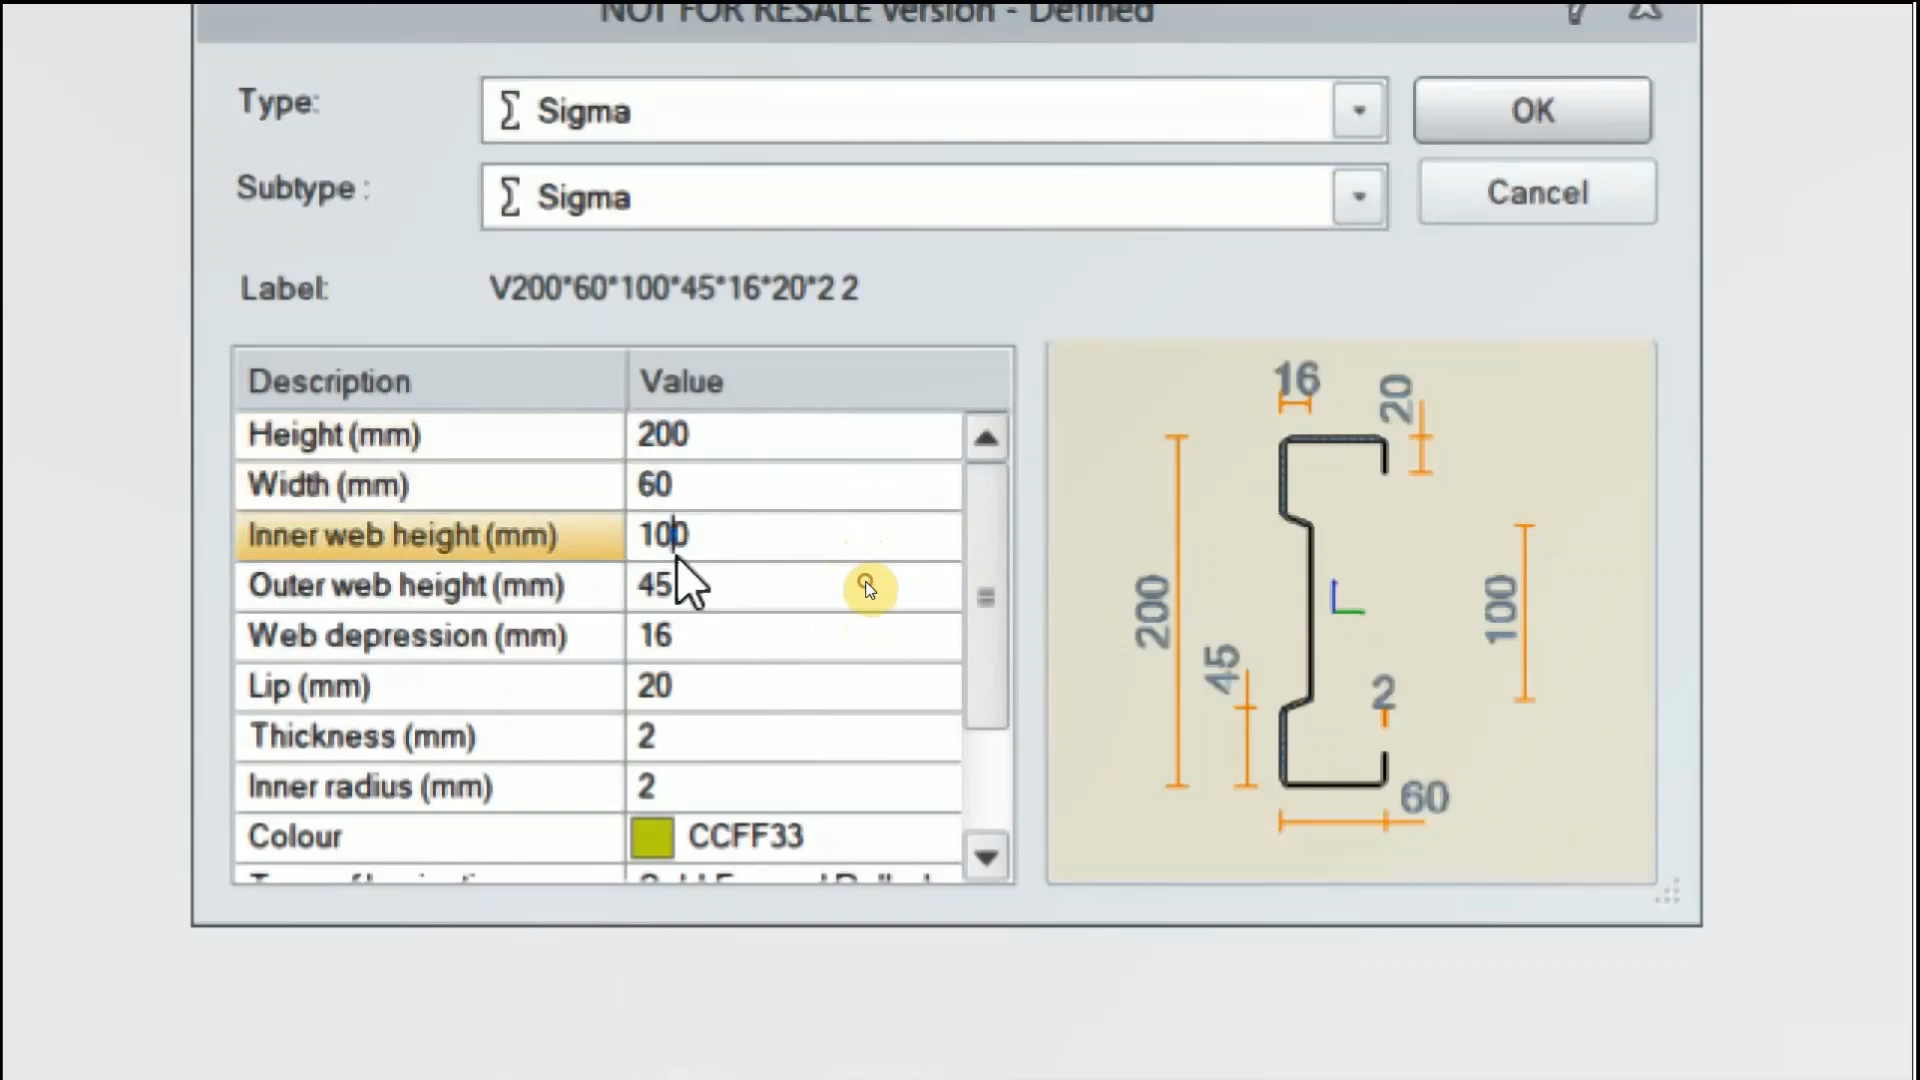 NOT FOR RESALE Version - Defined
Type:
Σ Sigma
OK
Subtype :
Σ Sigma
Cancel
Label:
V200*60*100*45*16*20*2 2
Description Value
Height (mm) 200
Width (mm) 60
Inner web height (mm) 100
Outer web height (mm) 45
Web depression (mm) 16
Lip (mm) 20
Thickness (mm) 2
Inner radius (mm) 2
Colour CCFF33
16
20
200
100
45
2
60